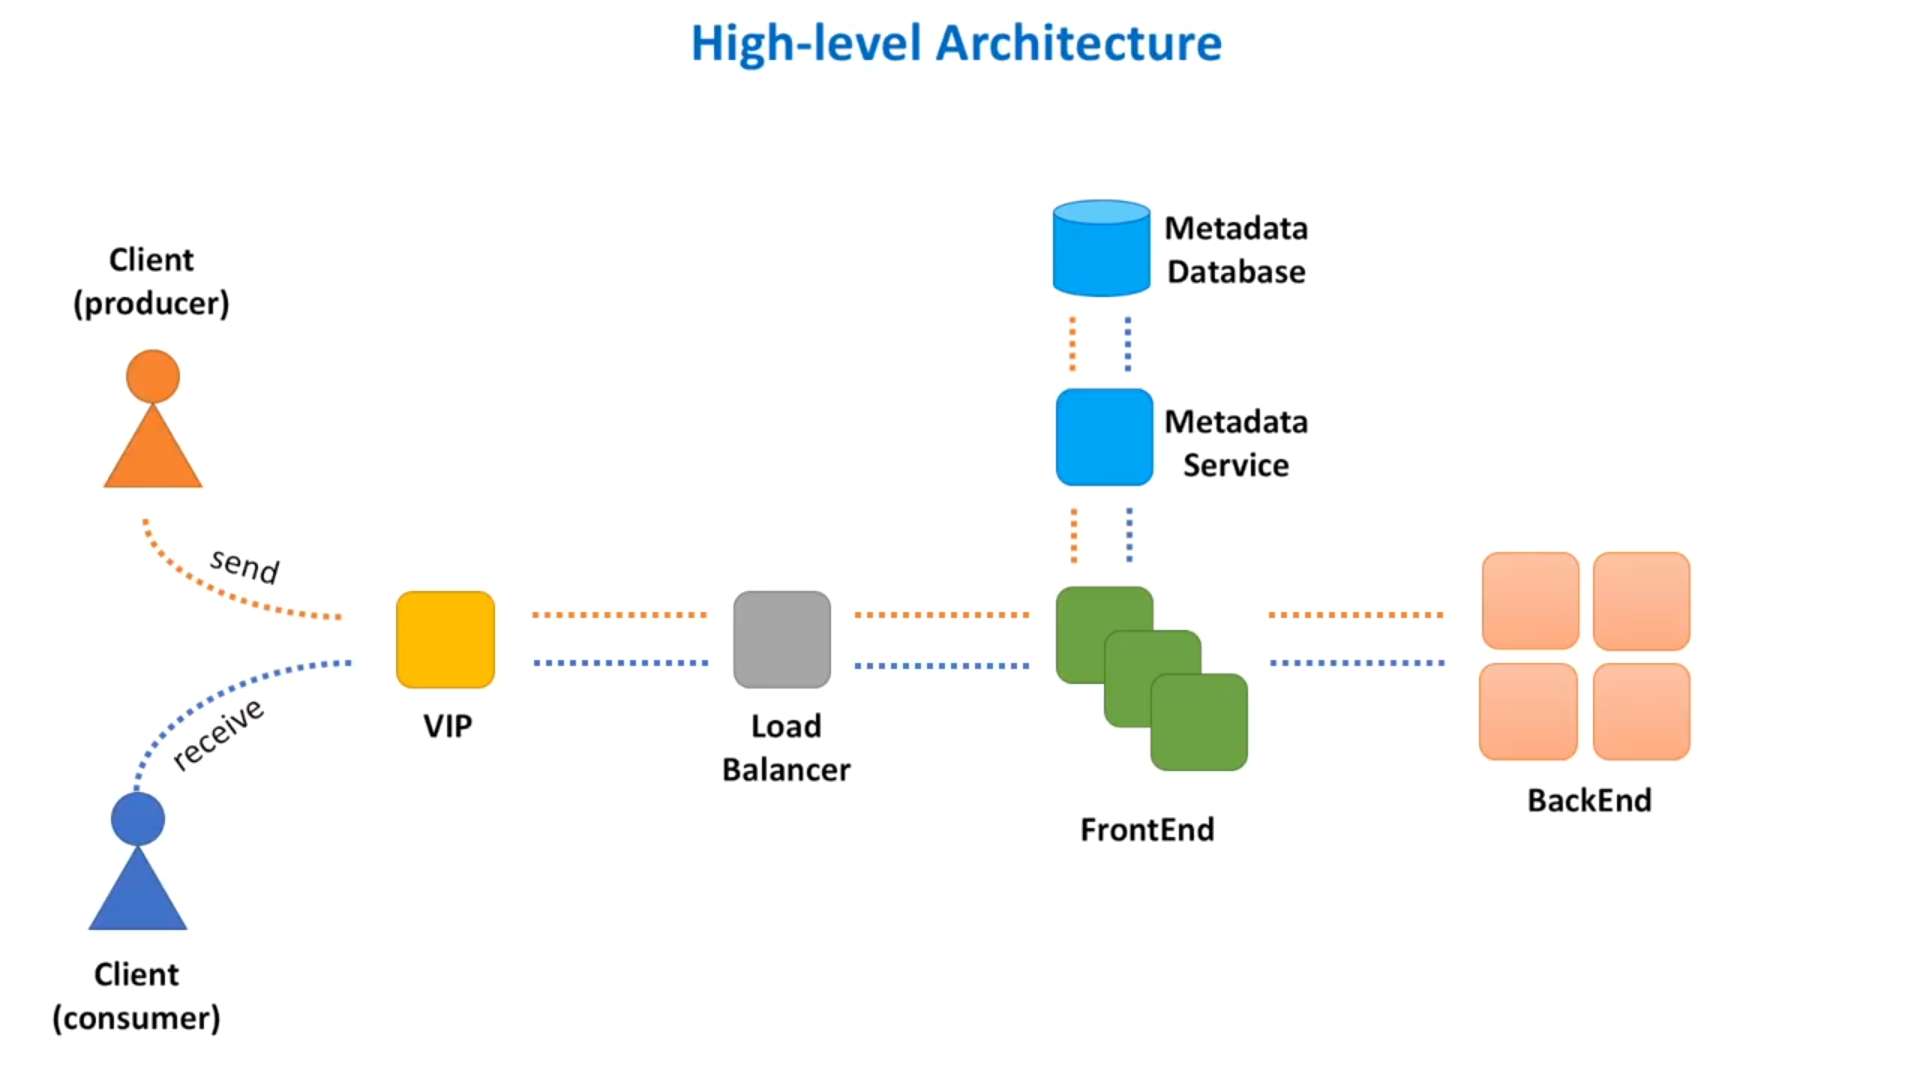 High-level Architecture
Client
(producer)
send
receive
Client
(consumer)
VIP
Load
Balancer
Metadata
Database
Metadata
Service
FrontEnd
BackEnd